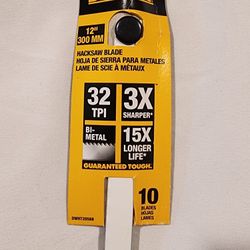 12"
300 MM
HACKSAW BLADE
HOJA DE SIERRA PARA METALES
LAME DE SCIE À MÉTAUX
32
TPI
3X
SHARPER*
BI-
METAL
15X
LONGER
LIFE*
GUARANTEED TOUGH.
10
BLADES
HOJAS
LAMES